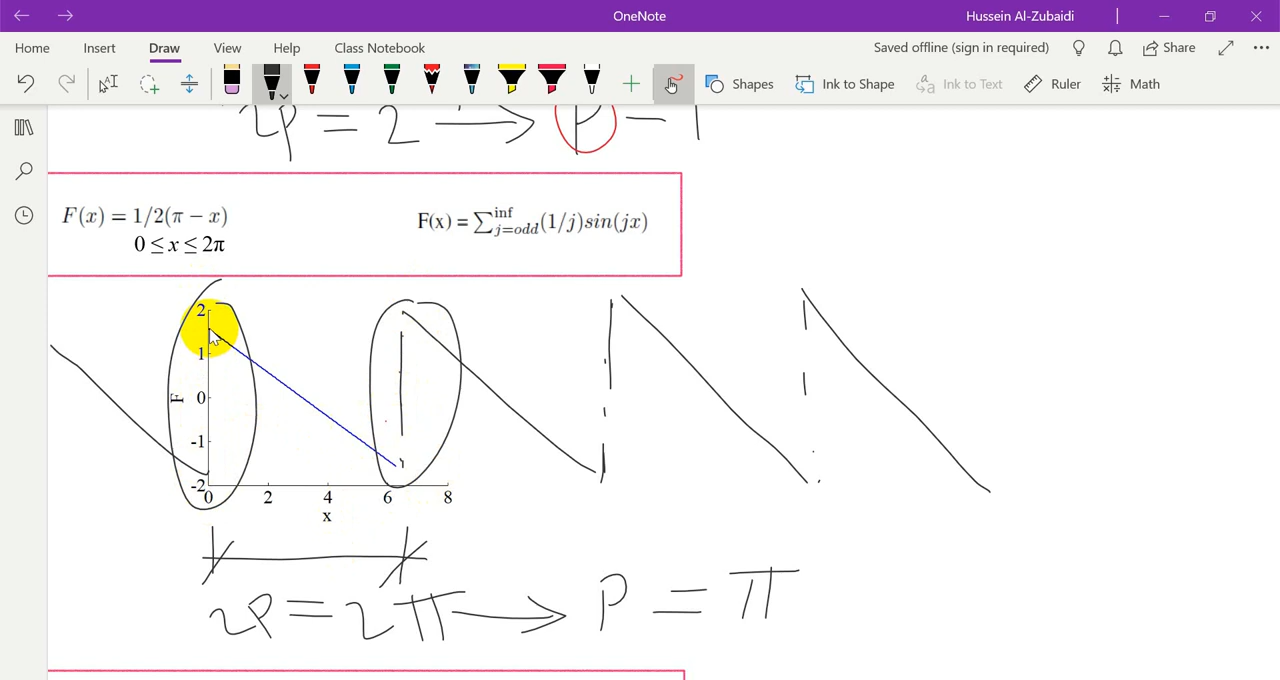 OneNote
Hussein Al-Zubaidi
Home Insert Draw View Help Class Notebook
Saved offline (sign in required) Share
Shapes Ink to Shape Ink to Text Ruler Math
2P = 2 → P - 1
F(x) = 1/2(π − x)
0 ≤ x ≤ 2π
F(x) = ∑_{j=odd}^{inf}(1/j)sin(jx)
2
1
0
-1
-2
F
0 2 4 6 8
x
2P = 2π → P = π